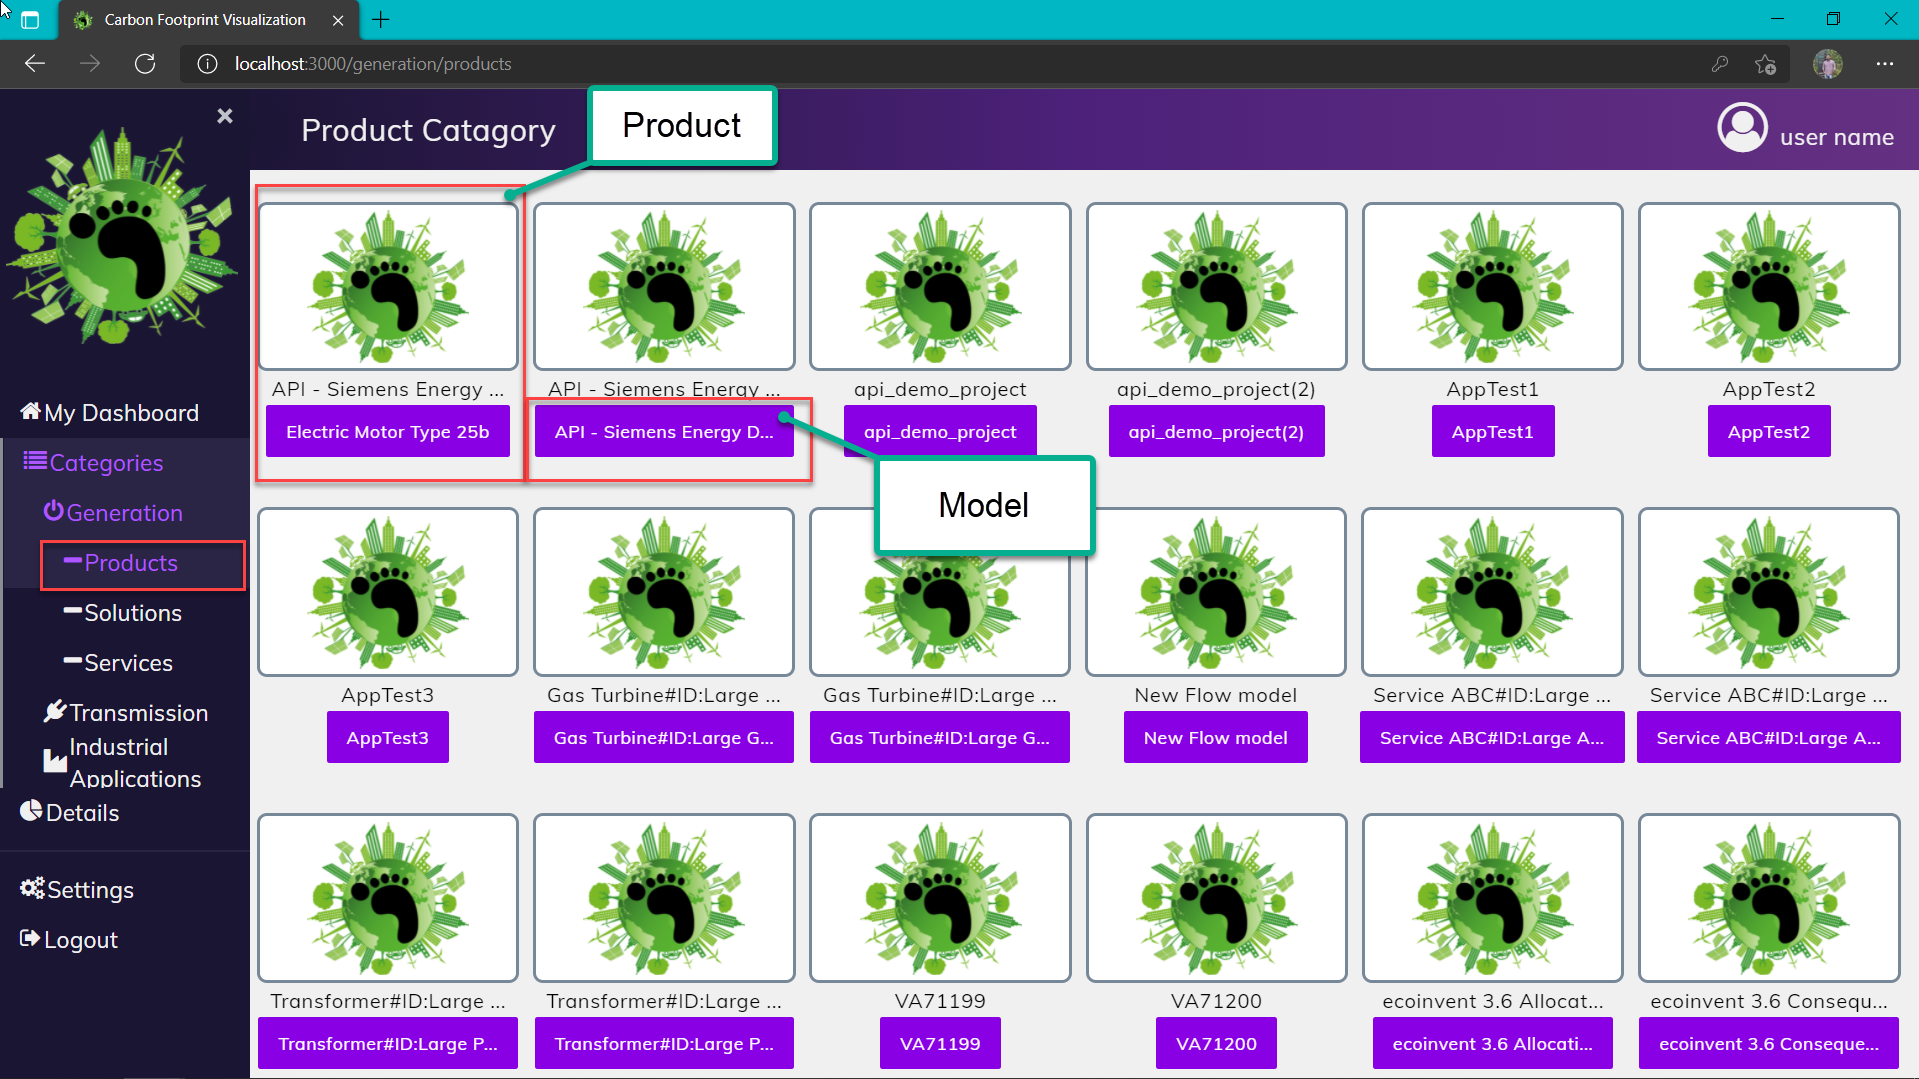 Carbon Footprint Visualization
localhost:3000/generation/products
Product Catagory
Product
user name
My Dashboard
Categories
Generation
Products
Solutions
Services
Transmission
Industrial
Applications
Details
Settings
Logout
API - Siemens Energy ...
API - Siemens Energy ...
api_demo_project
api_demo_project(2)
AppTest1
AppTest2
Electric Motor Type 25b
API - Siemens Energy D...
api_demo_project
api_demo_project(2)
AppTest1
AppTest2
Model
AppTest3
Gas Turbine#ID:Large ...
Gas Turbine#ID:Large ...
New Flow model
Service ABC#ID:Large ...
Service ABC#ID:Large ...
AppTest3
Gas Turbine#ID:Large G...
Gas Turbine#ID:Large G...
New Flow model
Service ABC#ID:Large A...
Service ABC#ID:Large A...
Transformer#ID:Large ...
Transformer#ID:Large ...
VA71199
VA71200
ecoinvent 3.6 Allocat...
ecoinvent 3.6 Consequ...
Transformer#ID:Large P...
Transformer#ID:Large P...
VA71199
VA71200
ecoinvent 3.6 Allocati...
ecoinvent 3.6 Conseque...